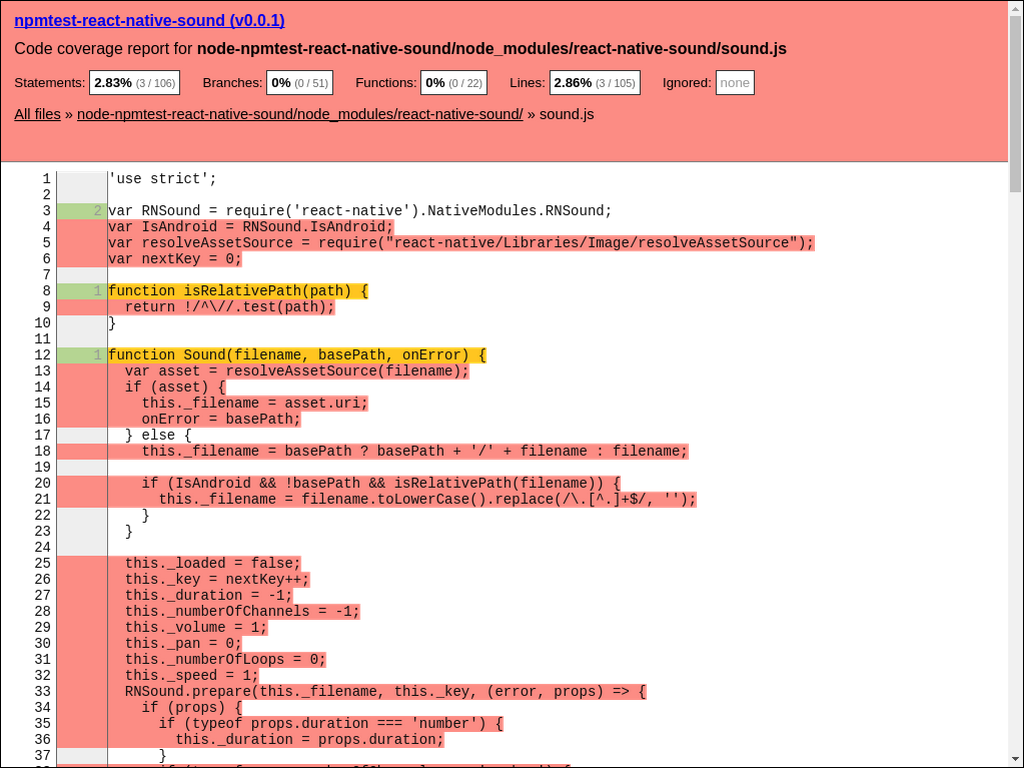 npmtest-react-native-sound (v0.0.1)
Code coverage report for node-npmtest-react-native-sound/node_modules/react-native-sound/sound.js
Statements: 2.83% (3 / 106) Branches: 0% (0 / 51) Functions: 0% (0 / 22) Lines: 2.86% (3 / 105) Ignored: none
All files » node-npmtest-react-native-sound/node_modules/react-native-sound/ » sound.js
1 'use strict';
2
3 2 var RNSound = require('react-native').NativeModules.RNSound;
4 var IsAndroid = RNSound.IsAndroid;
5 var resolveAssetSource = require("react-native/Libraries/Image/resolveAssetSource");
6 var nextKey = 0;
7
8 1 function isRelativePath(path) {
9 return !/^\//.test(path);
10 }
11
12 1 function Sound(filename, basePath, onError) {
13 var asset = resolveAssetSource(filename);
14 if (asset) {
15 this._filename = asset.uri;
16 onError = basePath;
17 } else {
18 this._filename = basePath ? basePath + '/' + filename : filename;
19
20 if (IsAndroid && !basePath && isRelativePath(filename)) {
21 this._filename = filename.toLowerCase().replace(/\.[^.]+$/, '');
22 }
23 }
24
25 this._loaded = false;
26 this._key = nextKey++;
27 this._duration = -1;
28 this._numberOfChannels = -1;
29 this._volume = 1;
30 this._pan = 0;
31 this._numberOfLoops = 0;
32 this._speed = 1;
33 RNSound.prepare(this._filename, this._key, (error, props) => {
34 if (props) {
35 if (typeof props.duration === 'number') {
36 this._duration = props.duration;
37 }